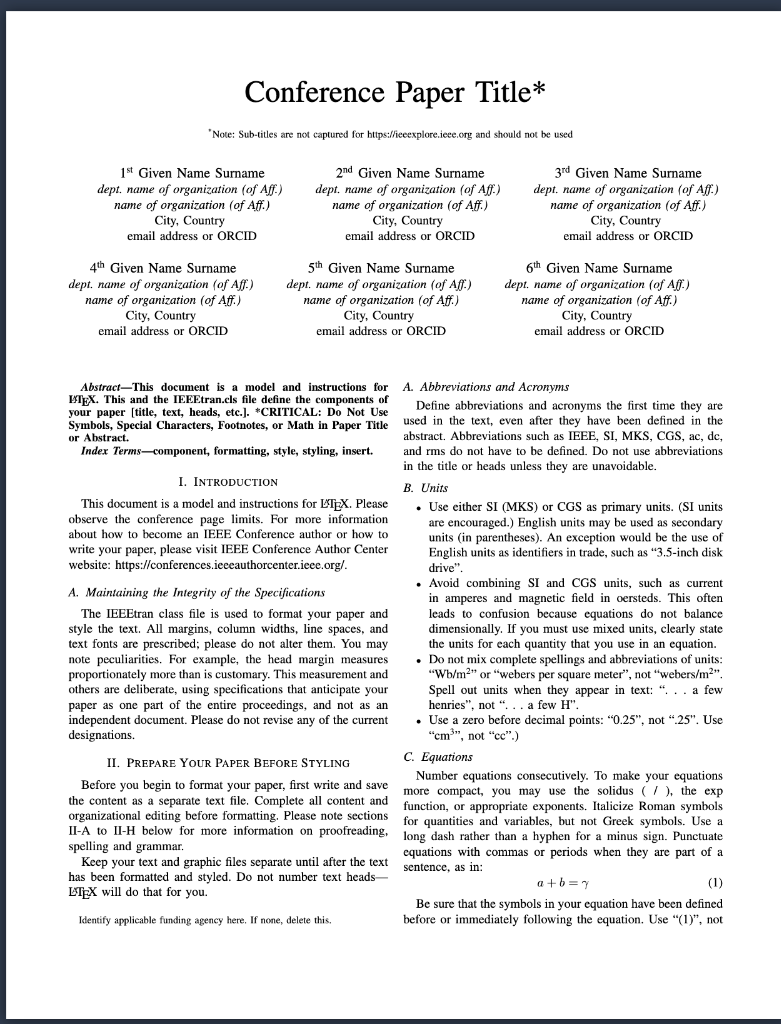 Conference Paper Title*
*Note: Sub-titles are not captured for https://ieeexplore.ieee.org and should not be used
1st Given Name Surname
dept. name of organization (of Aff.)
name of organization (of Aff.)
City, Country
email address or ORCID
2nd Given Name Surname
dept. name of organization (of Aff.)
name of organization (of Aff.)
City, Country
email address or ORCID
3rd Given Name Surname
dept. name of organization (of Aff.)
name of organization (of Aff.)
City, Country
email address or ORCID
4th Given Name Surname
dept. name of organization (of Aff.)
name of organization (of Aff.)
City, Country
email address or ORCID
5th Given Name Surname
dept. name of organization (of Aff.)
name of organization (of Aff.)
City, Country
email address or ORCID
6th Given Name Surname
dept. name of organization (of Aff.)
name of organization (of Aff.)
City, Country
email address or ORCID
Abstract—This document is a model and instructions for
LATEX. This and the IEEEtran.cls file define the components of
your paper [title, text, heads, etc.]. *CRITICAL: Do Not Use
Symbols, Special Characters, Footnotes, or Math in Paper Title
or Abstract.
Index Terms—component, formatting, style, styling, insert.
I. INTRODUCTION
This document is a model and instructions for LATEX. Please
observe the conference page limits. For more information
about how to become an IEEE Conference author or how to
write your paper, please visit IEEE Conference Author Center
website: https://conferences.ieeeauthorcenter.ieee.org/.
A. Maintaining the Integrity of the Specifications
The IEEEtran class file is used to format your paper and
style the text. All margins, column widths, line spaces, and
text fonts are prescribed; please do not alter them. You may
note peculiarities. For example, the head margin measures
proportionately more than is customary. This measurement and
others are deliberate, using specifications that anticipate your
paper as one part of the entire proceedings, and not as an
independent document. Please do not revise any of the current
designations.
II. PREPARE YOUR PAPER BEFORE STYLING
Before you begin to format your paper, first write and save
the content as a separate text file. Complete all content and
organizational editing before formatting. Please note sections
II-A to II-H below for more information on proofreading,
spelling and grammar.
Keep your text and graphic files separate until after the text
has been formatted and styled. Do not number text heads—
LATEX will do that for you.
Identify applicable funding agency here. If none, delete this.
A. Abbreviations and Acronyms
Define abbreviations and acronyms the first time they are
used in the text, even after they have been defined in the
abstract. Abbreviations such as IEEE, SI, MKS, CGS, ac, dc,
and rms do not have to be defined. Do not use abbreviations
in the title or heads unless they are unavoidable.
B. Units
• Use either SI (MKS) or CGS as primary units. (SI units
are encouraged.) English units may be used as secondary
units (in parentheses). An exception would be the use of
English units as identifiers in trade, such as “3.5-inch disk
drive”.
• Avoid combining SI and CGS units, such as current
in amperes and magnetic field in oersteds. This often
leads to confusion because equations do not balance
dimensionally. If you must use mixed units, clearly state
the units for each quantity that you use in an equation.
• Do not mix complete spellings and abbreviations of units:
“Wb/m2” or “webers per square meter”, not “webers/m2”.
Spell out units when they appear in text: “. . . a few
henries”, not “. . . a few H”.
• Use a zero before decimal points: “0.25”, not “.25”. Use
“cm3”, not “cc”.)
C. Equations
Number equations consecutively. To make your equations
more compact, you may use the solidus ( / ), the exp
function, or appropriate exponents. Italicize Roman symbols
for quantities and variables, but not Greek symbols. Use a
long dash rather than a hyphen for a minus sign. Punctuate
equations with commas or periods when they are part of a
sentence, as in:
a + b = γ (1)
Be sure that the symbols in your equation have been defined
before or immediately following the equation. Use “(1)”, not